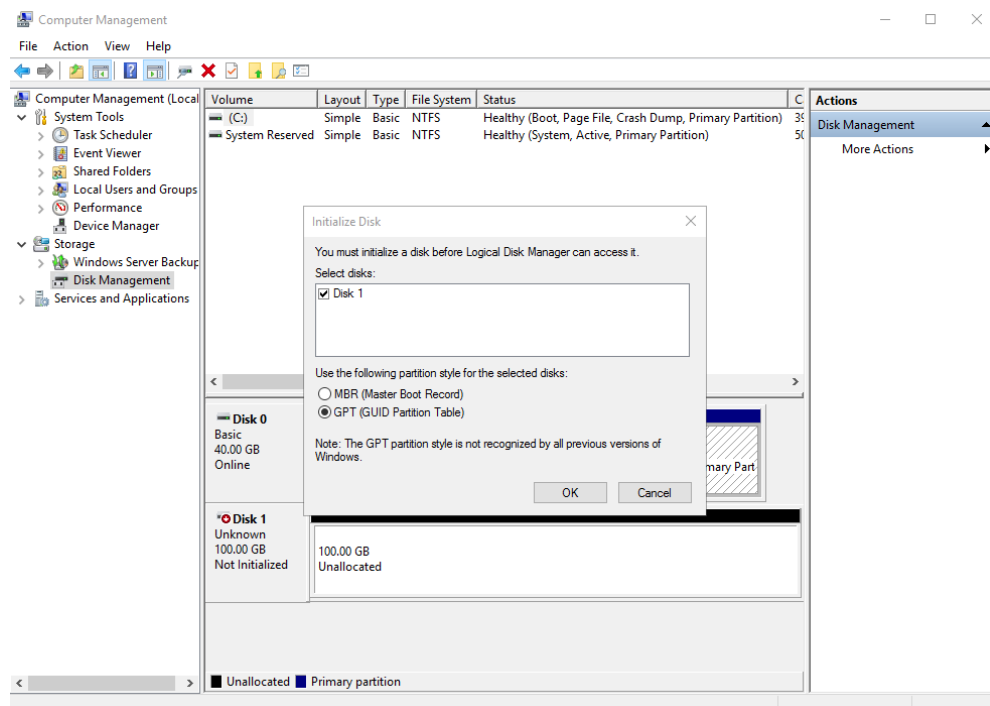 Computer Management
File Action View Help
Computer Management (Local
System Tools
Task Scheduler
Event Viewer
Shared Folders
Local Users and Groups
Performance
Device Manager
Storage
Windows Server Backup
Disk Management
Services and Applications
Volume Layout Type File System Status C
(C:) Simple Basic NTFS Healthy (Boot, Page File, Crash Dump, Primary Partition) 39
System Reserved Simple Basic NTFS Healthy (System, Active, Primary Partition) 50
Initialize Disk
You must initialize a disk before Logical Disk Manager can access it.
Select disks:
Disk 1
Use the following partition style for the selected disks:
MBR (Master Boot Record)
GPT (GUID Partition Table)
Note: The GPT partition style is not recognized by all previous versions of
Windows.
OK Cancel
Disk 0
Basic
40.00 GB
Online
mary Part
Disk 1
Unknown
100.00 GB
Not Initialized
100.00 GB
Unallocated
Unallocated Primary partition
Actions
Disk Management
More Actions